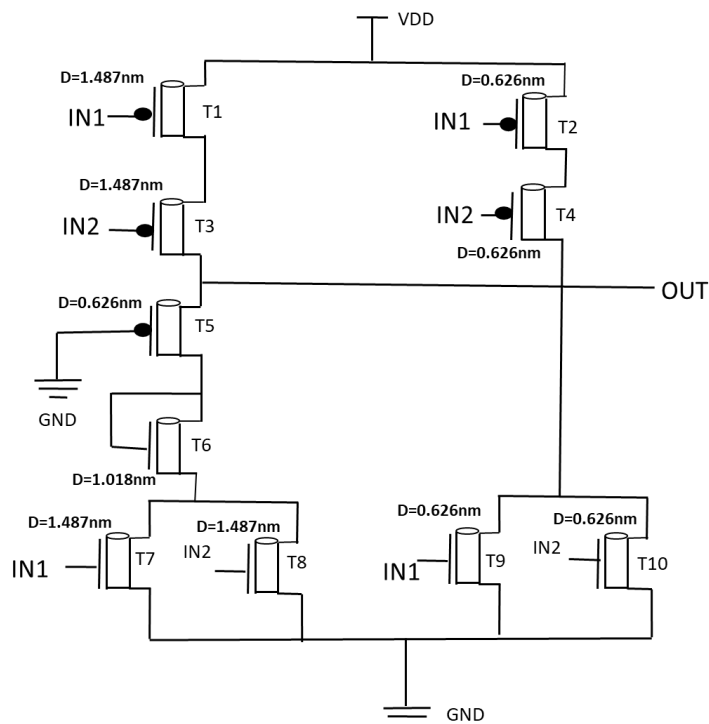 VDD
D=1.487nm
D=0.626nm
IN1
T1
IN1
T2
D=1.487nm
IN2
T3
IN2
T4
D=0.626nm
OUT
D=0.626nm
T5
GND
T6
D=1.018nm
D=1.487nm
D=1.487nm
D=0.626nm
D=0.626nm
IN1
T7
IN2
T8
IN1
T9
IN2
T10
GND